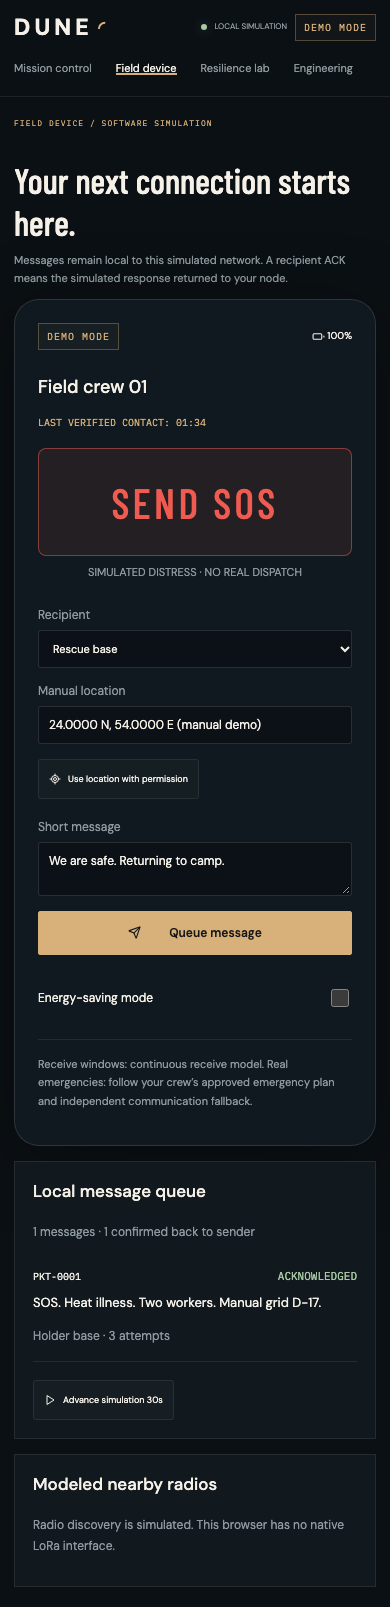 DUNE
LOCAL SIMULATION
DEMO MODE
Mission control
Field device
Resilience lab
Engineering
FIELD DEVICE / SOFTWARE SIMULATION
Your next connection starts
here.
Messages remain local to this simulated network. A recipient ACK
means the simulated response returned to your node.
DEMO MODE
100%
Field crew 01
LAST VERIFIED CONTACT: 01:34
SEND SOS
SIMULATED DISTRESS · NO REAL DISPATCH
Recipient
Rescue base
Manual location
24.0000 N, 54.0000 E (manual demo)
Use location with permission
Short message
We are safe. Returning to camp.
Queue message
Energy-saving mode
Receive windows: continuous receive model. Real
emergencies: follow your crew's approved emergency plan
and independent communication fallback.
Local message queue
1 messages · 1 confirmed back to sender
PKT-0001
ACKNOWLEDGED
SOS. Heat illness. Two workers. Manual grid D-17.
Holder base · 3 attempts
Advance simulation 30s
Modeled nearby radios
Radio discovery is simulated. This browser has no native
LoRa interface.